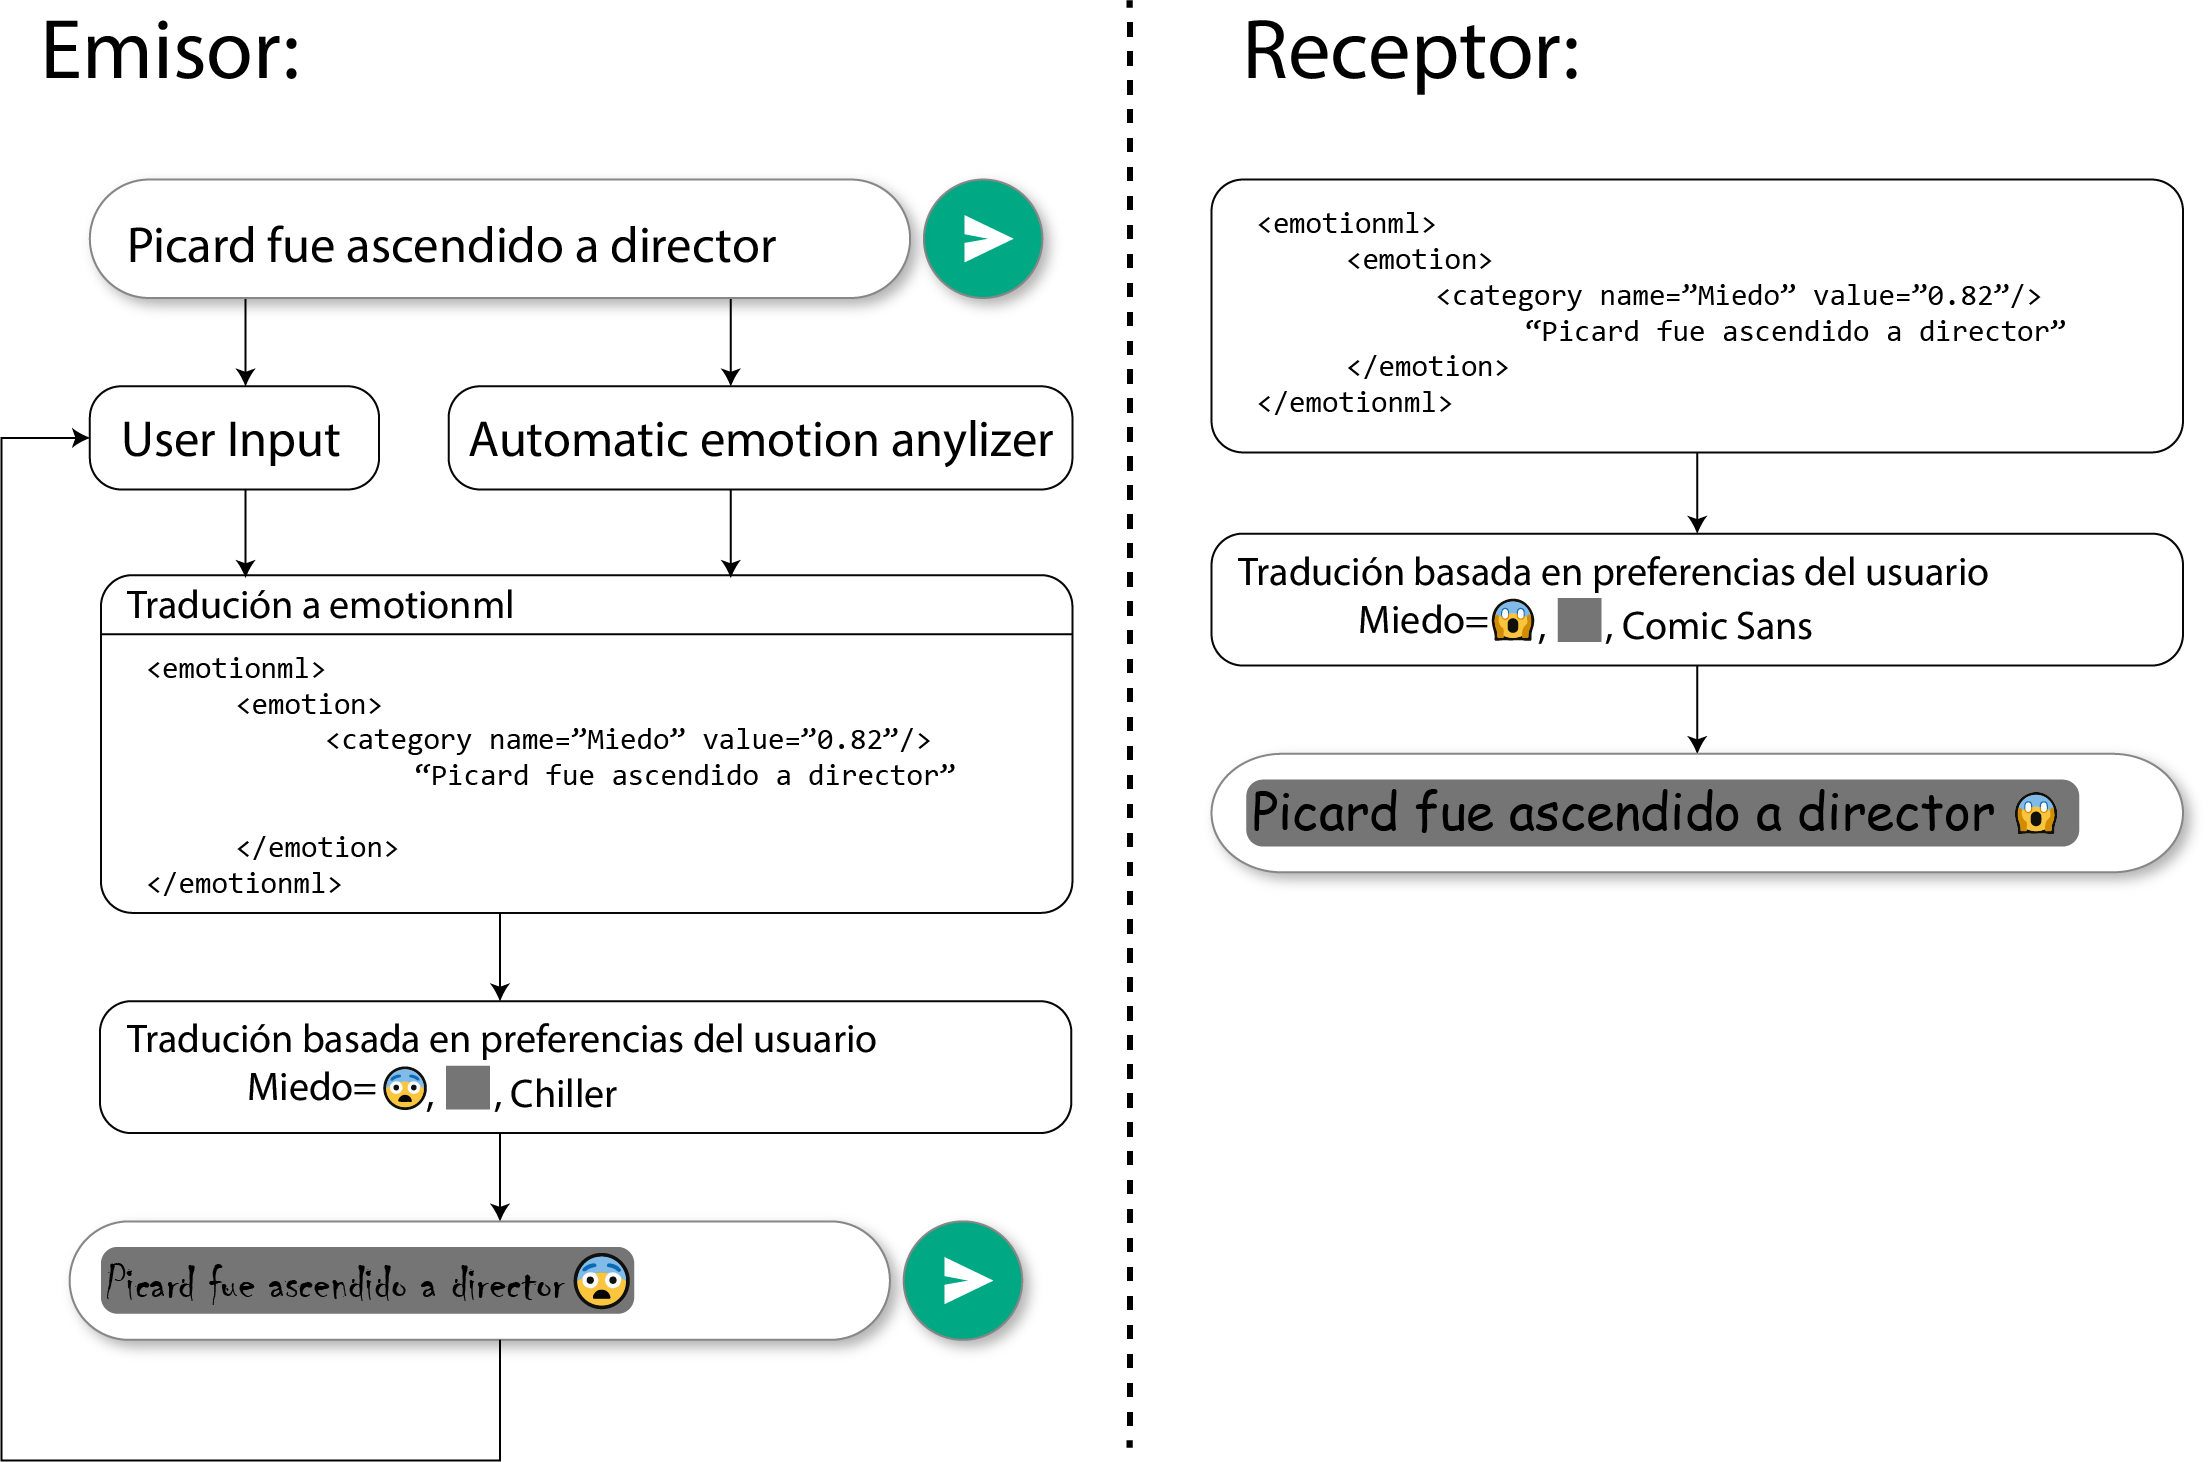 Emisor:
Picard fue ascendido a director
User Input
Automatic emotion anylizer
Tradución a emotionml
<emotionml>
<emotion>
<category name=”Miedo” value=”0.82”/>
“Picard fue ascendido a director”
</emotion>
</emotionml>
Tradución basada en preferencias del usuario
Miedo=😨, , Chiller
Picard fue ascendido a director 😨
Receptor:
<emotionml>
<emotion>
<category name=”Miedo” value=”0.82”/>
“Picard fue ascendido a director”
</emotion>
</emotionml>
Tradución basada en preferencias del usuario
Miedo=😱, , Comic Sans
Picard fue ascendido a director 😱